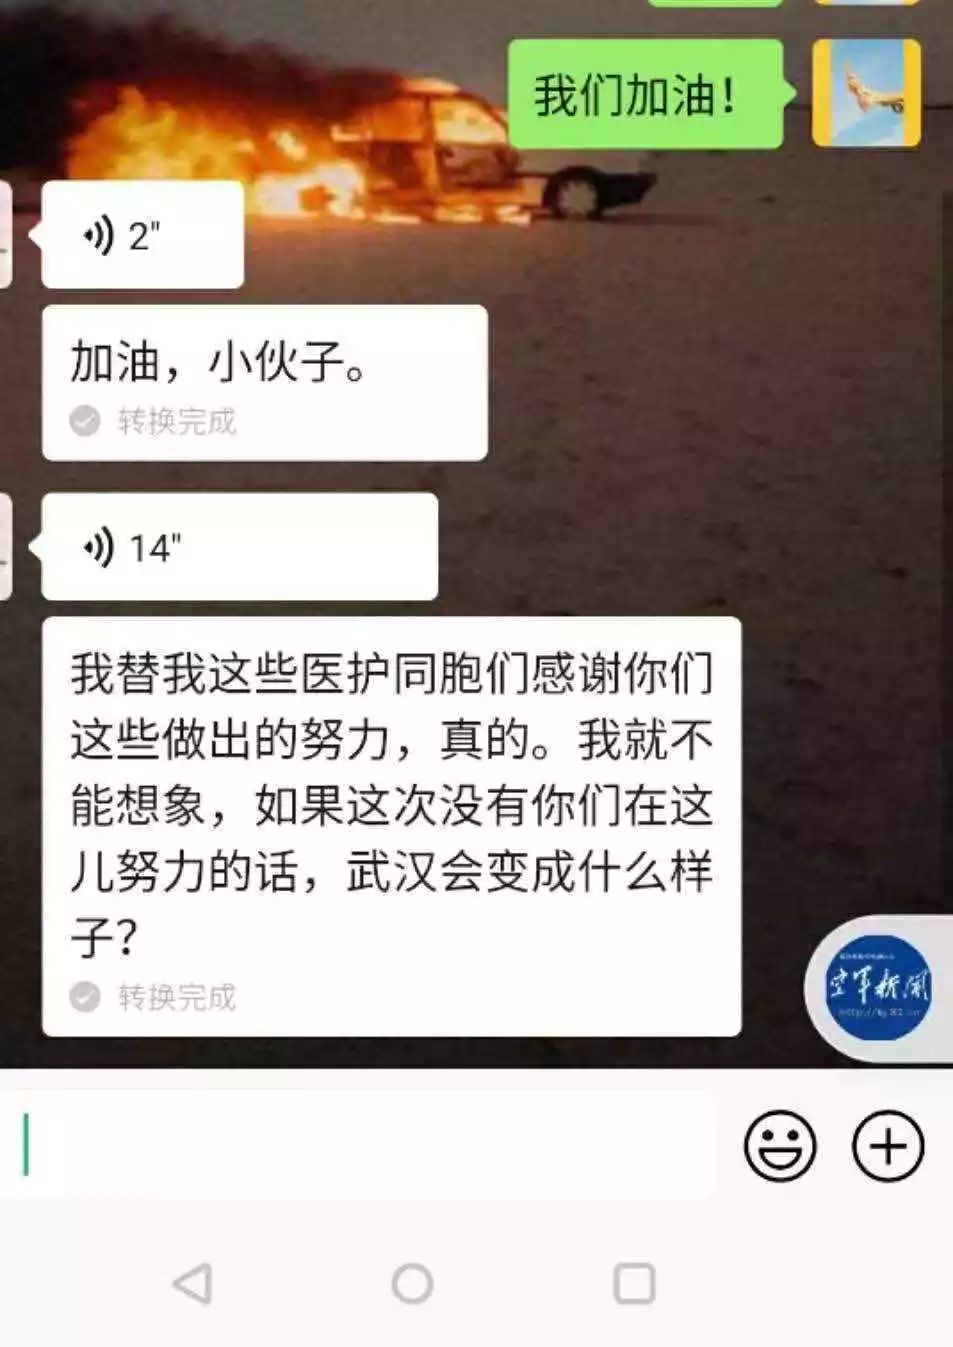 我们加油！
2"
加油，小伙子。
转换完成
14"
我替我这些医护同胞们感谢你们
这些做出的努力，真的。我就不
能想象，如果这次没有你们在这
儿努力的话，武汉会变成什么样
子？
转换完成
空军新闻